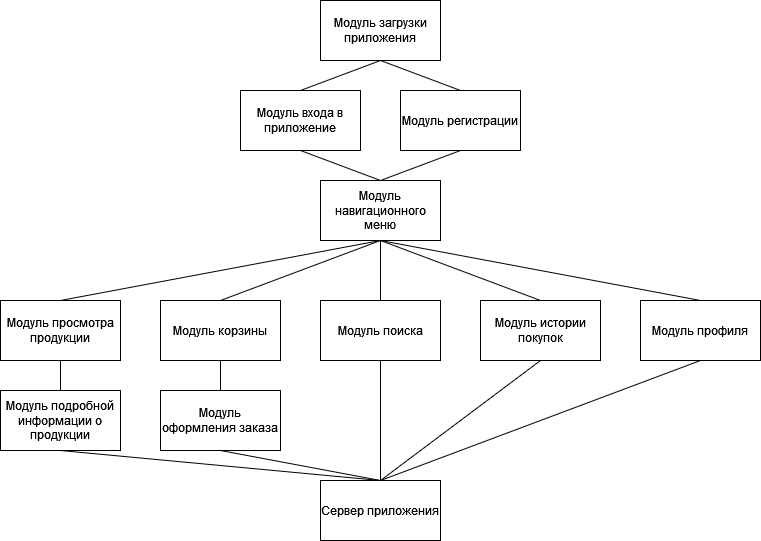 Модуль загрузки
приложения
Модуль входа в
приложение
Модуль регистрации
Модуль
навигационного
меню
Модуль просмотра
продукции
Модуль корзины
Модуль поиска
Модуль истории
покупок
Модуль профиля
Модуль подробной
информации о
продукции
Модуль
оформления заказа
Сервер приложения